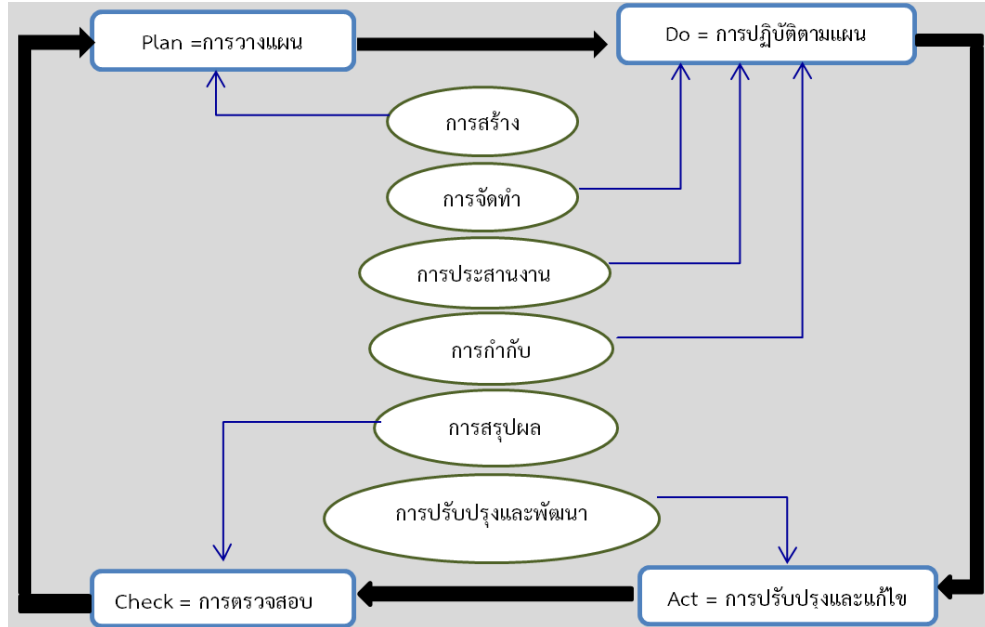 Plan =การวางแผน
Do = การปฏิบัติตามแผน
การสร้าง
การจัดทำ
การประสานงาน
การกำกับ
การสรุปผล
การปรับปรุงและพัฒนา
Check = การตรวจสอบ
Act = การปรับปรุงและแก้ไข